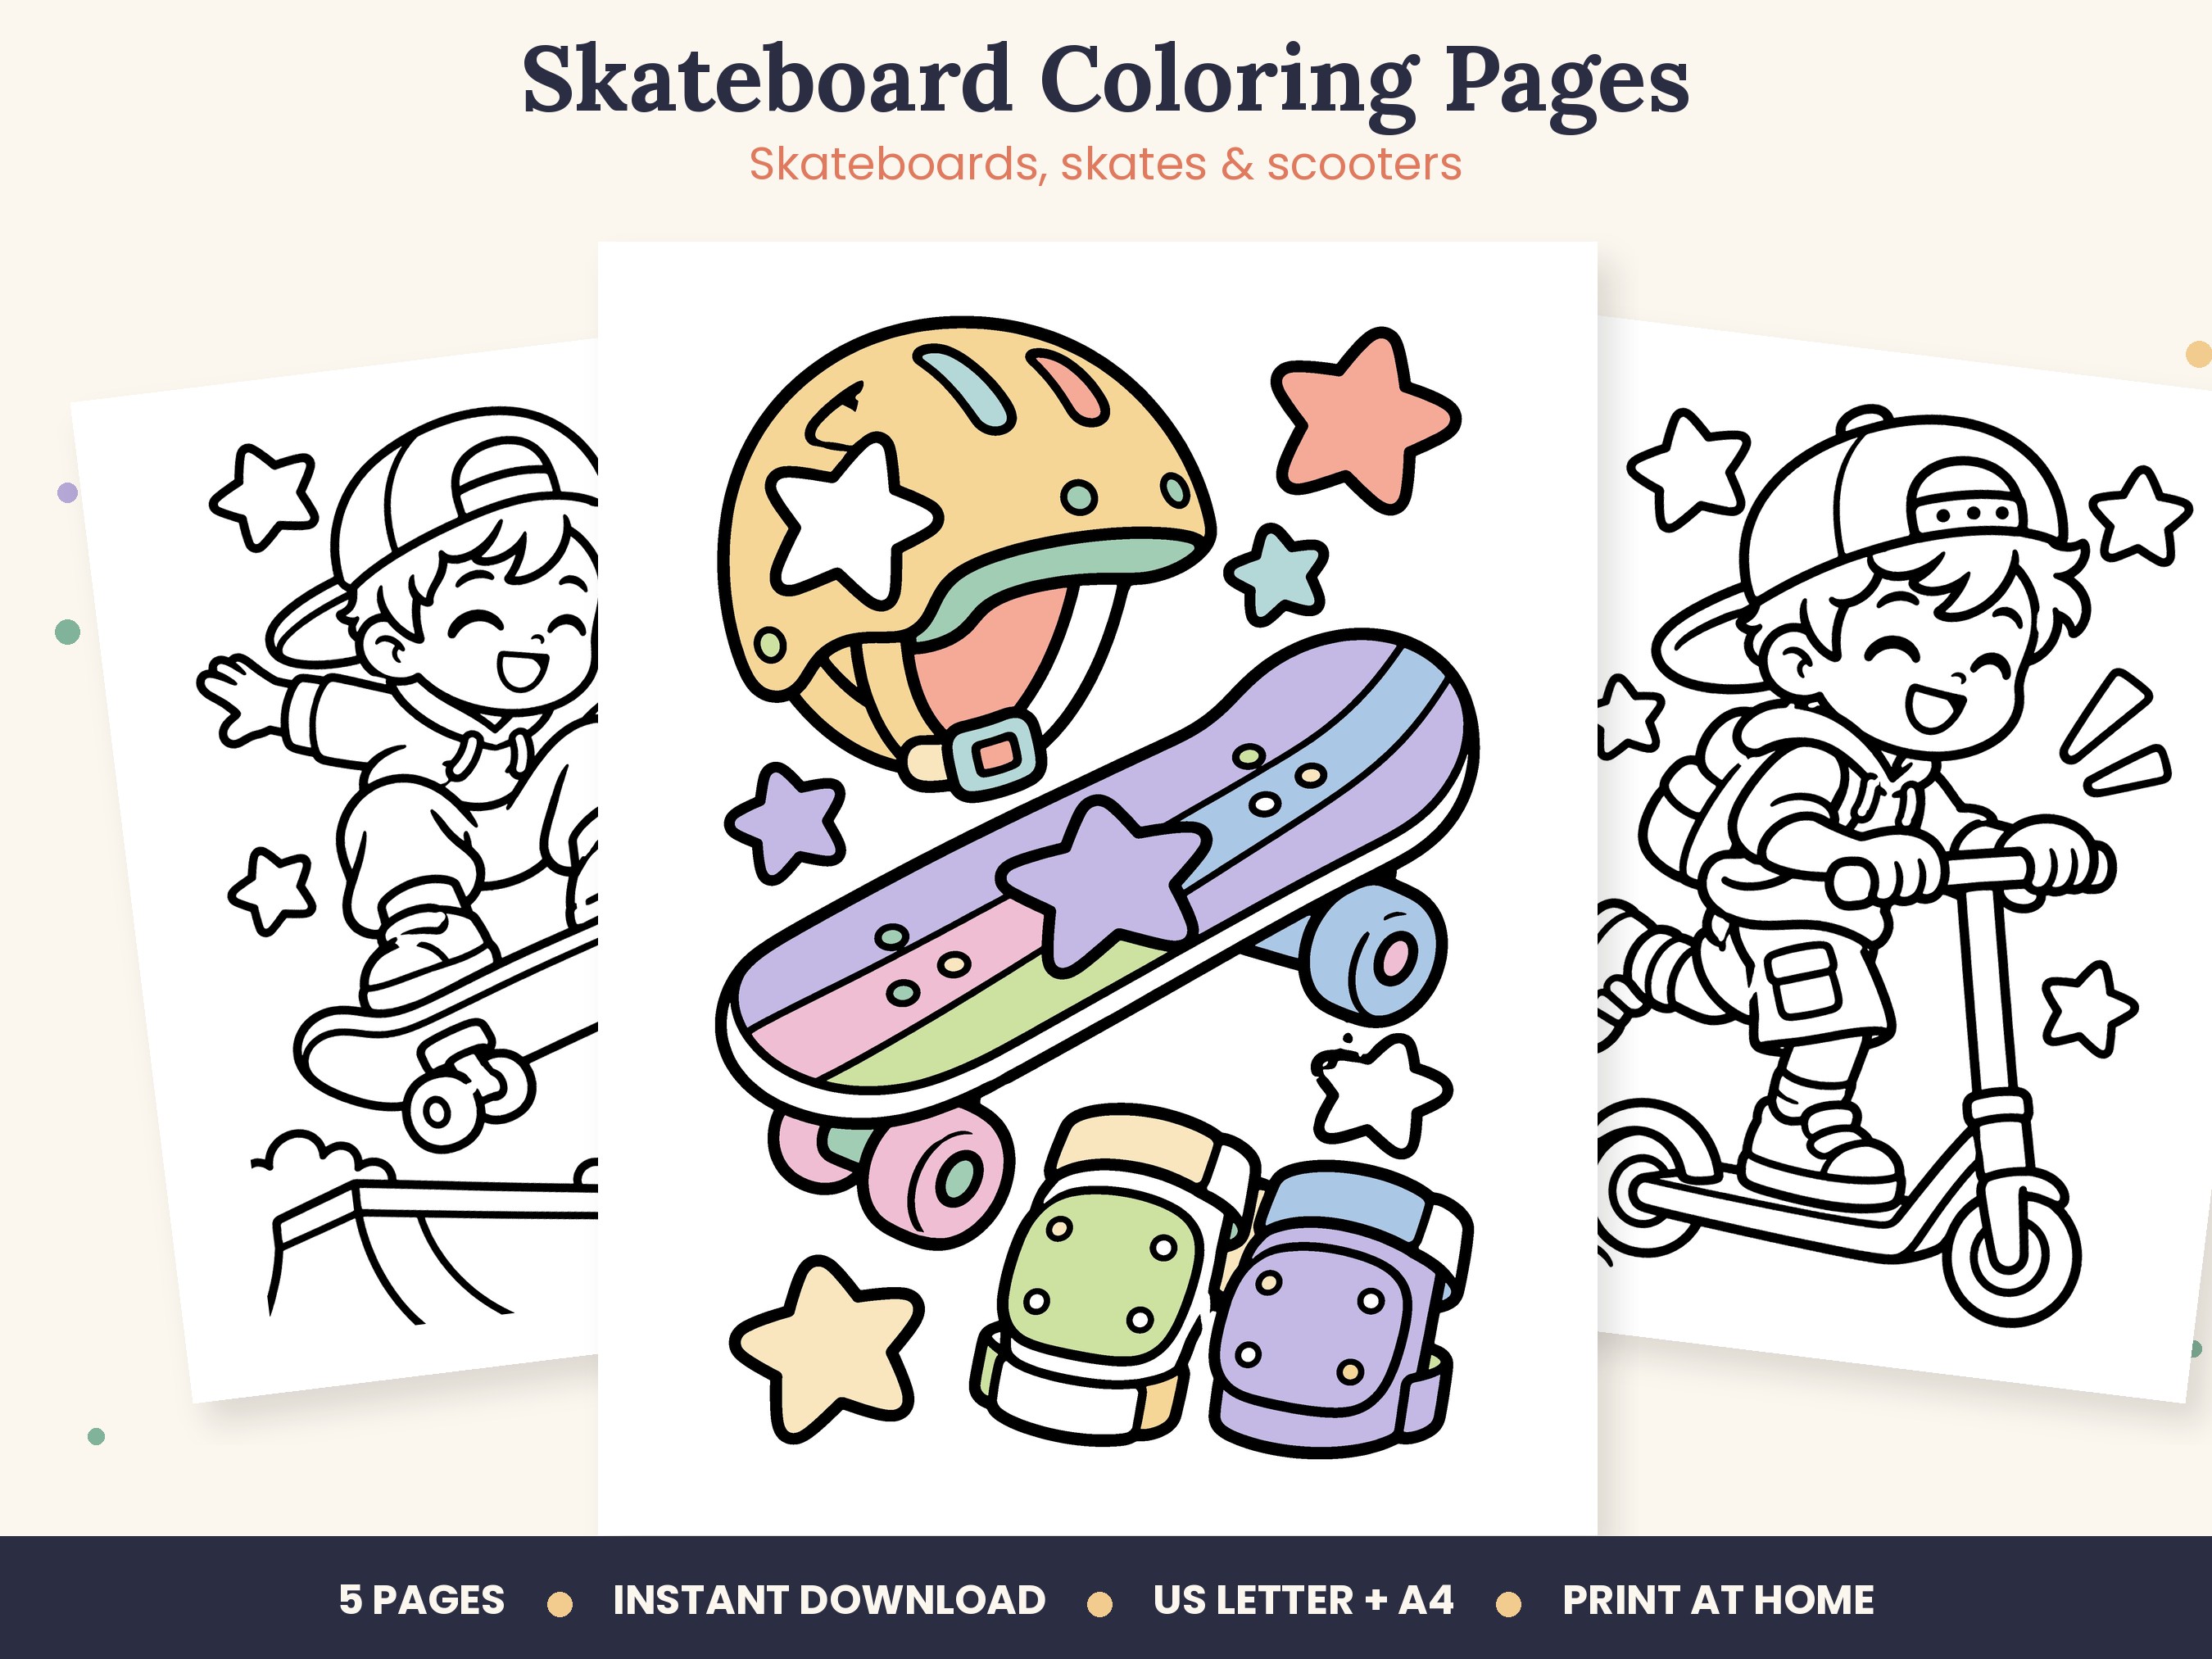 Skateboard Coloring Pages
Skateboards, skates & scooters
5 PAGES ● INSTANT DOWNLOAD ● US LETTER + A4 ● PRINT AT HOME